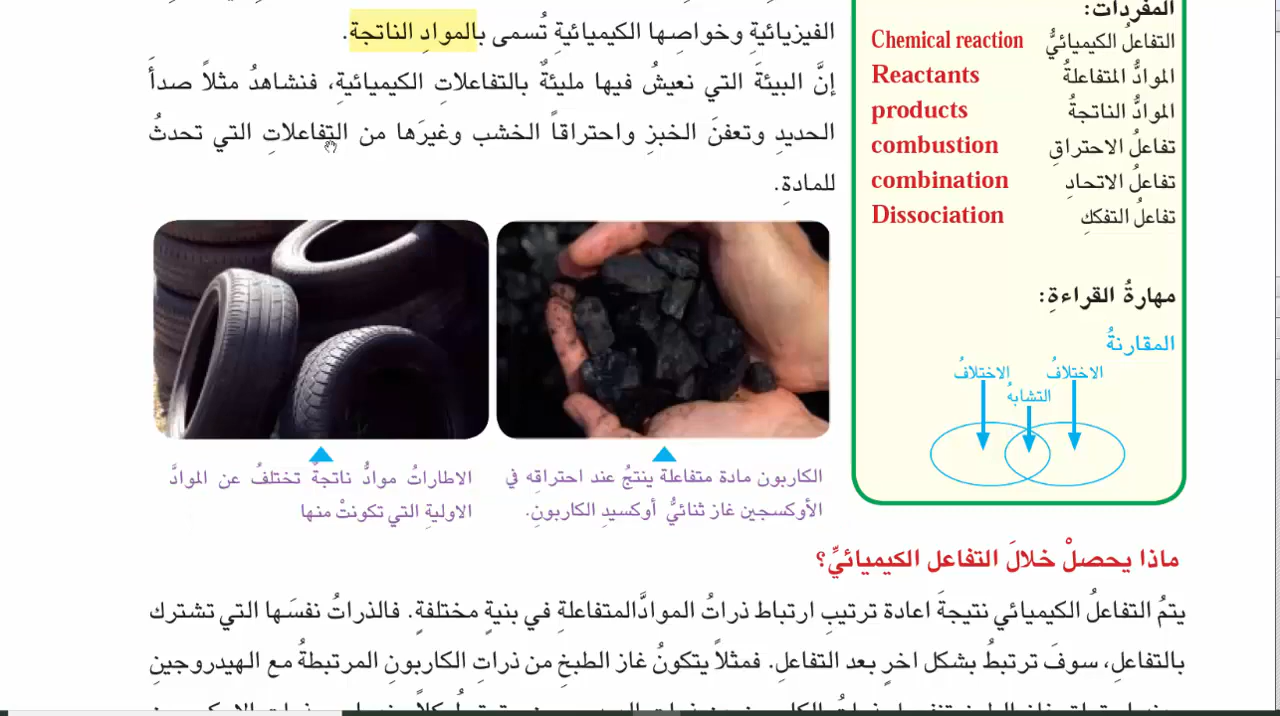 المفردات:
التفاعلُ الكيميائيُّ Chemical reaction
الموادُّ المتفاعلةُ Reactants
الموادُّ الناتجةُ products
تفاعلُ الاحتراقِ combustion
تفاعلُ الاتحادِ combination
تفاعلُ التفككِ Dissociation
مهارةُ القراءةِ:
المقارنةُ
الاختلافُ الاختلافُ
التشابهُ
الفيزيائيةِ وخواصِها الكيميائيةِ تُسمى بالموادِ الناتجة.
إنَّ البيئةَ التي نعيشُ فيها مليئةٌ بالتفاعلاتِ الكيميائيةِ، فنشاهدُ مثلاً صدأَ
الحديدِ وتعفنَ الخبزِ واحتراقاً الخشب وغيرَها من التفاعلاتِ التي تحدثُ
للمادةِ.
الكاربون مادة متفاعلة ينتجُ عند احتراقِه في
الأوكسجين غاز ثنائيُّ أوكسيدِ الكاربونِ.
الاطاراتُ موادُّ ناتجةٌ تختلفُ عن الموادَّ
الاوليةِ التي تكونتْ منها
ماذا يحصلْ خلالَ التفاعل الكيميائيِّ؟
يتمُ التفاعلُ الكيميائي نتيجةَ اعادة ترتيبِ ارتباط ذراتُ الموادَّ المتفاعلةِ في بنيةٍ مختلفةٍ. فالذراتُ نفسَها التي تشترك
بالتفاعلِ، سوفَ ترتبطُ بشكل اخرٍ بعد التفاعلِ. فمثلاً يتكونُ غاز الطبخِ من ذراتِ الكاربونِ المرتبطةُ مع الهيدروجينِ